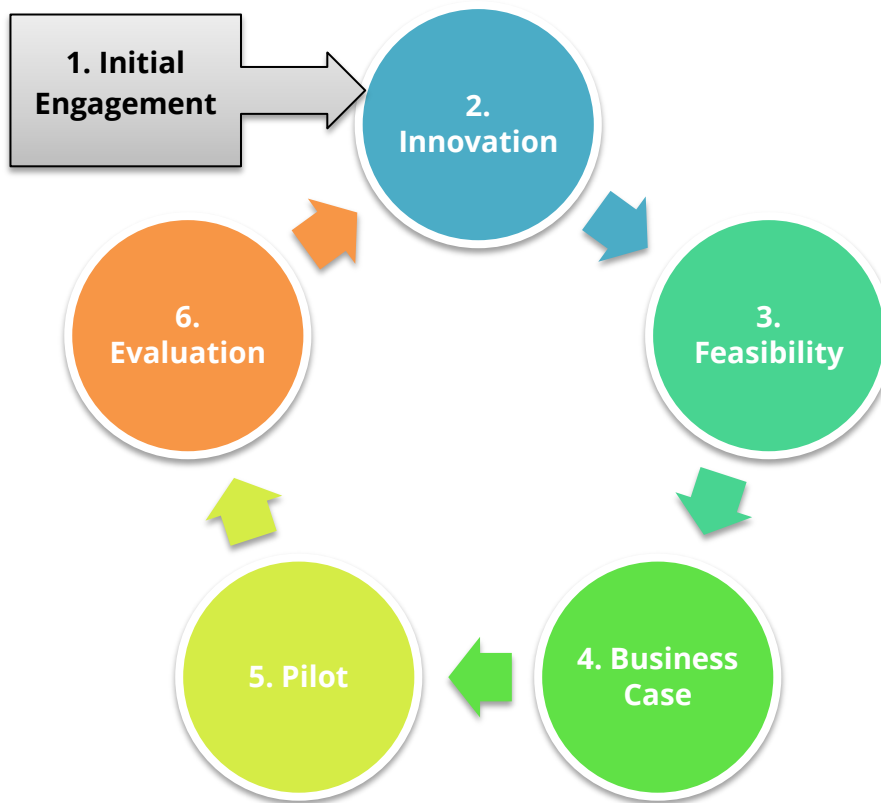 1. Initial
Engagement
2.
Innovation
3.
Feasibility
4. Business
Case
5. Pilot
6.
Evaluation